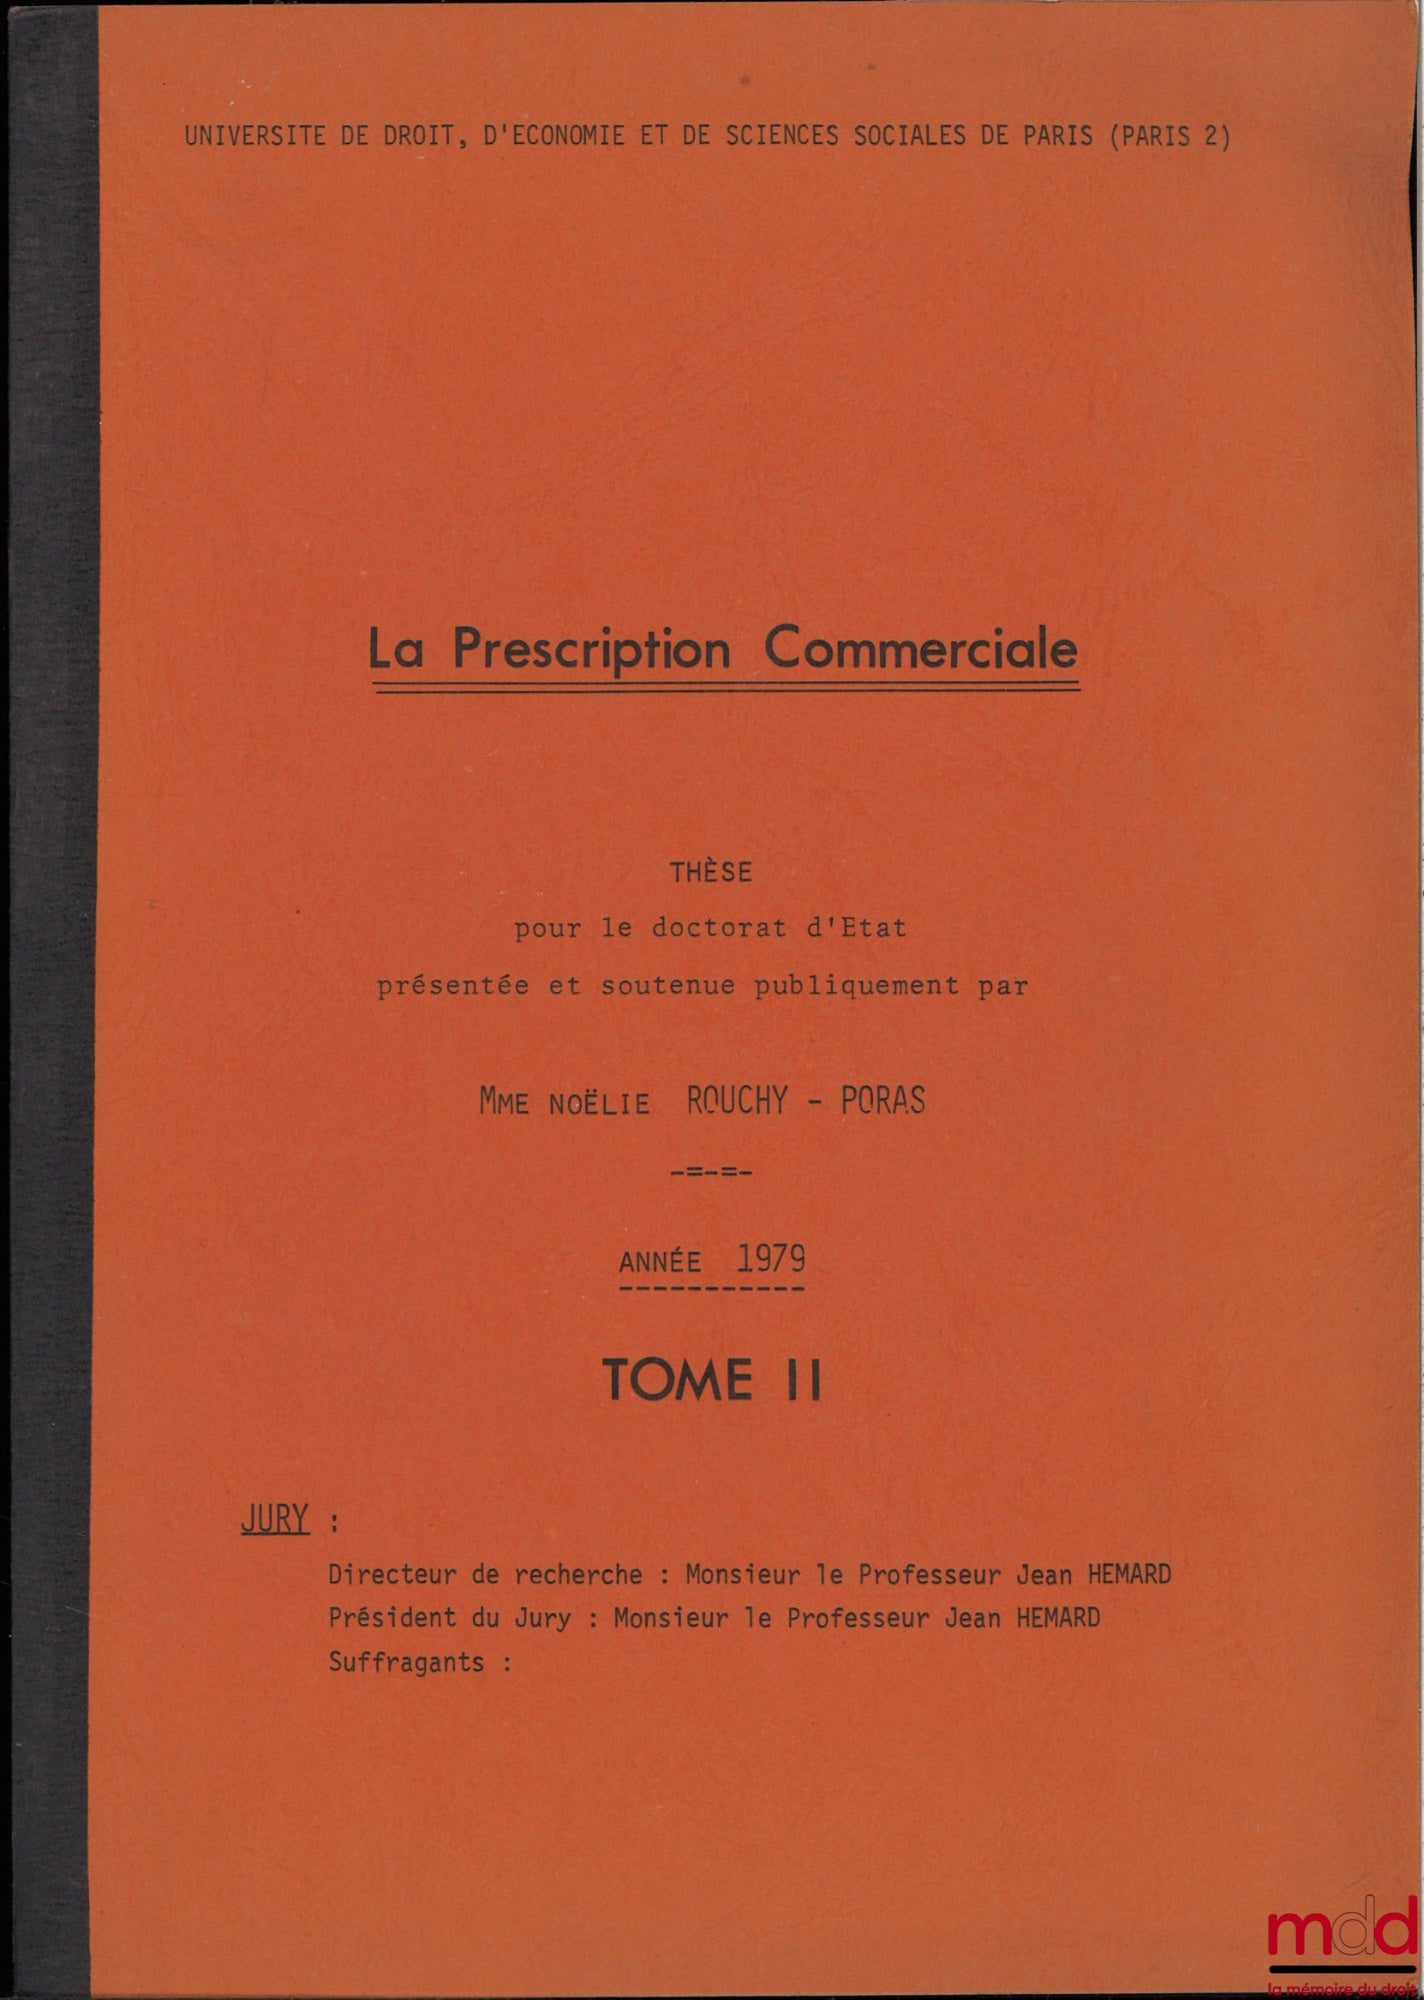 UNIVERSITE DE DROIT, D'ECONOMIE ET DE SCIENCES SOCIALES DE PARIS (PARIS 2)
La Prescription Commerciale
THÈSE
pour le doctorat d'Etat
présentée et soutenue publiquement par
MME NOËLIE ROUCHY - PORAS
-=-=-
ANNÉE 1979
TOME II
JURY :
Directeur de recherche : Monsieur le Professeur Jean HEMARD
Président du Jury : Monsieur le Professeur Jean HEMARD
Suffragants :
mdd
la mémoire du droit